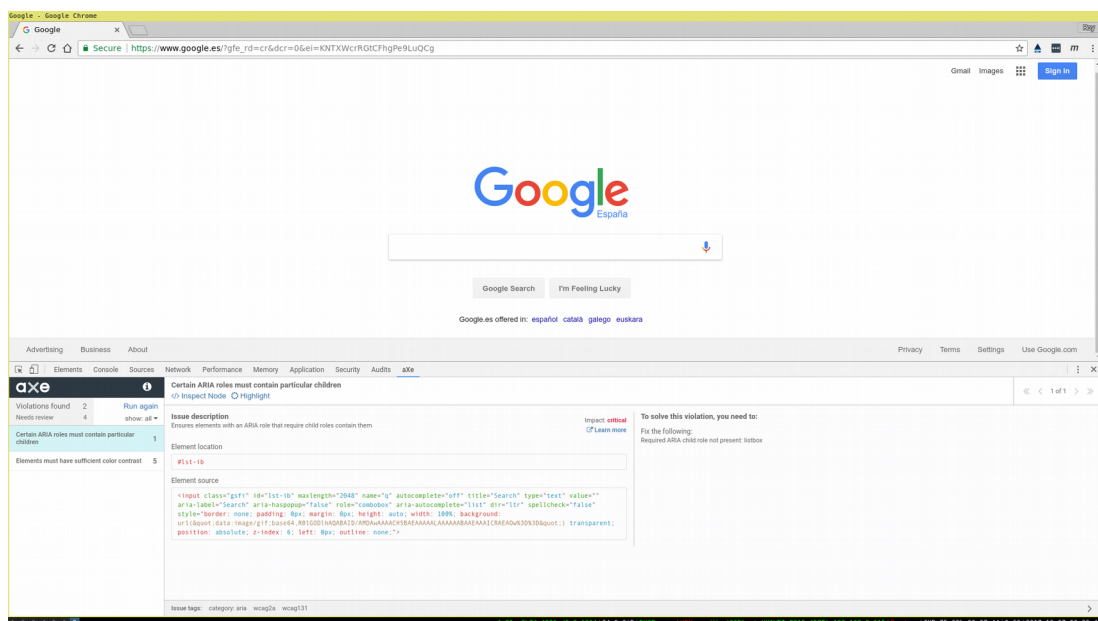 Google - Google Chrome
Google
Ray
Secure https://www.google.es/?gfe_rd=cr&dcr=0&ei=KNTXWcrRGtCFhgPe9LuQCg
Gmail Images Sign In
Google
España
Google Search I'm Feeling Lucky
Google.es offered in: español català galego euskara
Advertising Business About Privacy Terms Settings Use Google.com
Elements Console Sources Network Performance Memory Application Security Audits aXe
axe
Violations found 2 Run again
Needs review 4 show: all
Certain ARIA roles must contain particular children 1
Elements must have sufficient color contrast 5
Certain ARIA roles must contain particular children
</> Inspect Node Highlight
1 of 1
Issue description
Impact: critical
Ensures elements with an ARIA role that require child roles contain them
Learn more
Element location
#lst-ib
Element source
<input class="gsfi" id="lst-ib" maxlength="2048" name="q" autocomplete="off" title="Search" type="text" value=""
aria-label="Search" aria-haspopup="false" role="combobox" aria-autocomplete="list" dir="ltr" spellcheck="false"
style="border: none; padding: 0px; margin: 0px; height: auto; width: 100%; background:
transparent;
position: absolute; z-index: 6; left: 0px; outline: none;">
To solve this violation, you need to:
Fix the following:
Required ARIA child role not present: listbox
Issue tags: category: aria wcag2a wcag131